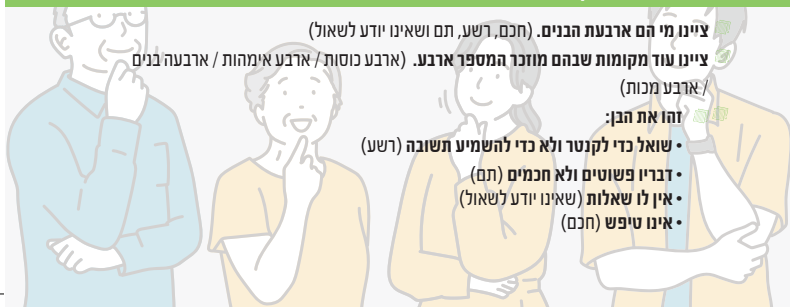 ציינו מי הם ארבעת הבנים. (חכם, רשע, תם ושאינו יודע לשאול)
ציינו עוד מקומות שבהם מוזכר המספר ארבע. (ארבע כוסות / ארבע אימהות / ארבעה בנים
/ ארבע מכות)
זהו את הבן:
• שואל כדי לקנטר ולא כדי להשמיע תשובה (רשע)
• דבריו פשוטים ולא חכמים (תם)
• אין לו שאלות (שאינו יודע לשאול)
• אינו טיפש (חכם)